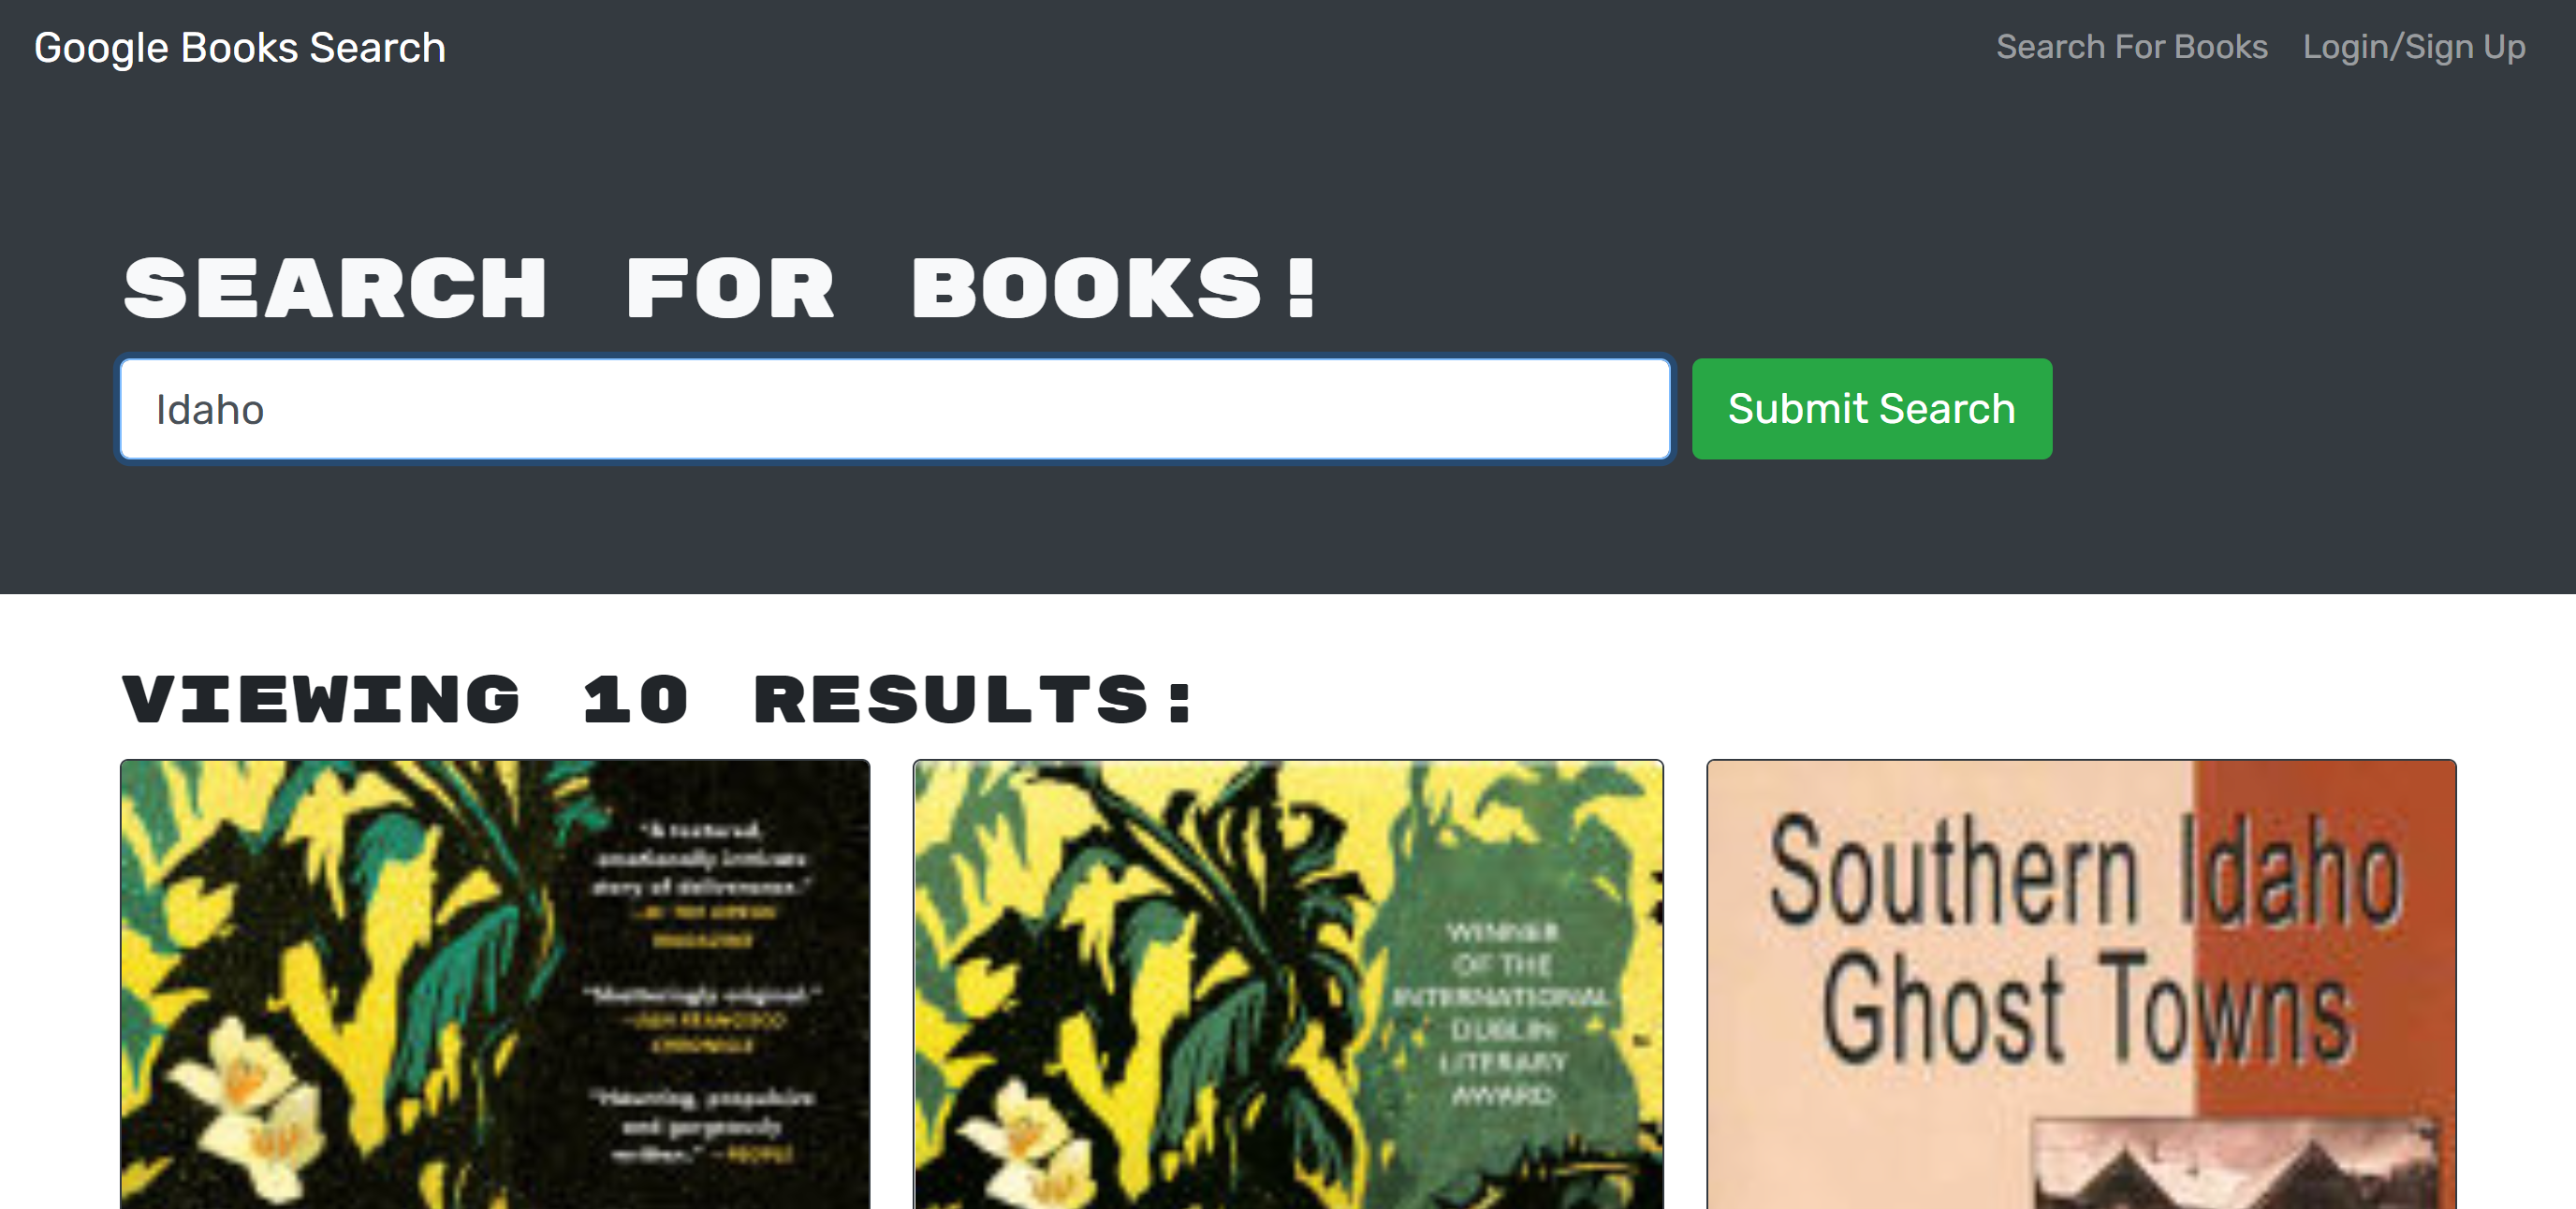 Google Books Search
Search For Books Login/Sign Up
SEARCH FOR BOOKS!
Idaho
Submit Search
VIEWING 10 RESULTS:
"A textured,
emotionally intricate
story of deliverance."
MAGAZINE
"Shatteringly original."
—SAN FRANCISCO
CHRONICLE
"Haunting, propulsive
and gorgeously
written." —PEOPLE
WINNER
OF THE
INTERNATIONAL
DUBLIN
LITERARY
AWARD
Southern Idaho
Ghost Towns